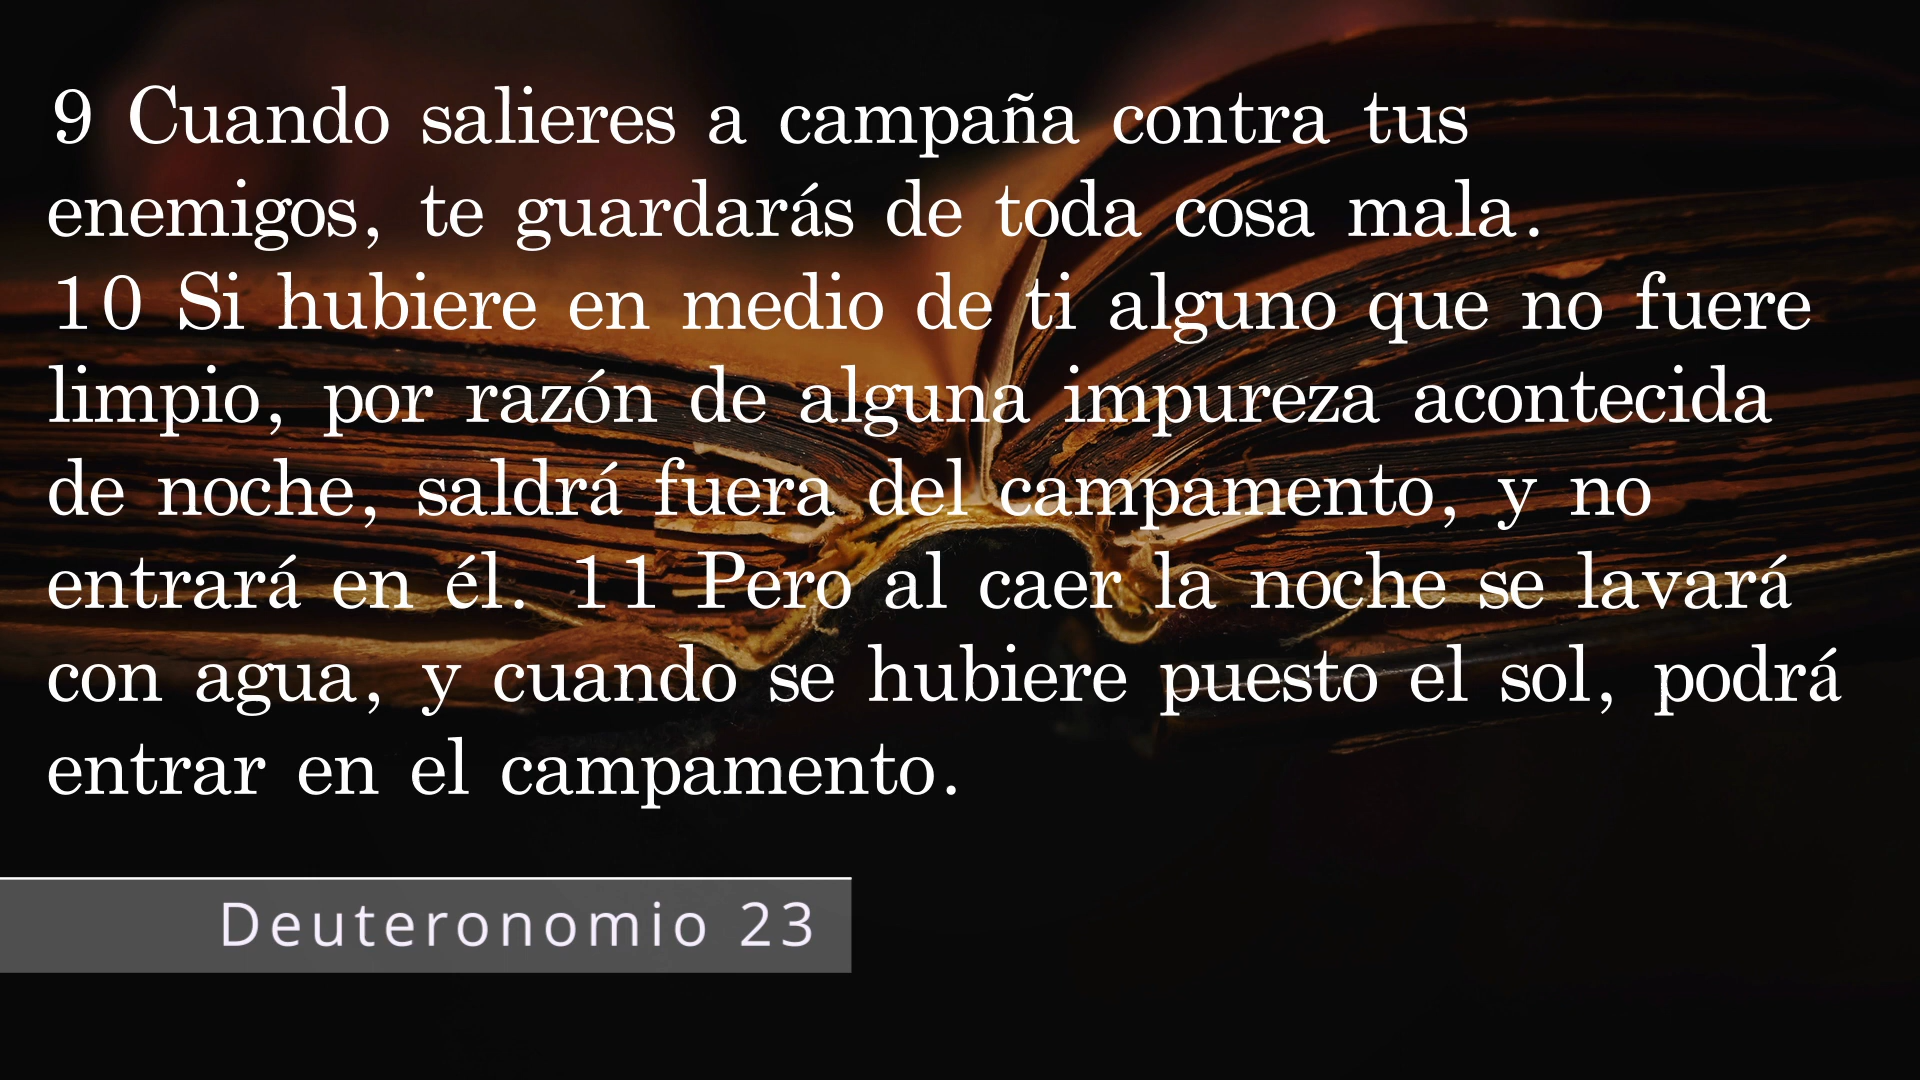 9 Cuando salieres a campaña contra tus
enemigos, te guardarás de toda cosa mala.
10 Si hubiere en medio de ti alguno que no fuere
limpio, por razón de alguna impureza acontecida
de noche, saldrá fuera del campamento, y no
entrará en él. 11 Pero al caer la noche se lavará
con agua, y cuando se hubiere puesto el sol, podrá
entrar en el campamento.
Deuteronomio 23